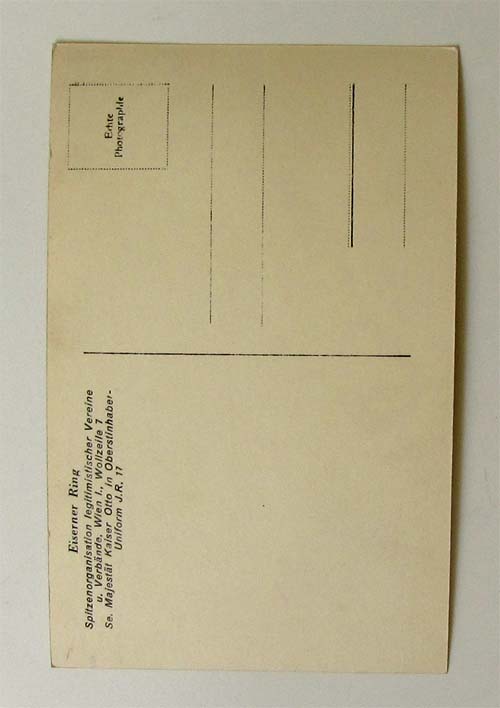 Eiserner Ring
Spitzenorganisation legitimistischer Vereine
u. Verbände, Wien I., Wollzeile 7
Se. Majestät Kaiser Otto in Oberstinhaber-
Uniform J.R. 17
Echte
Photographie